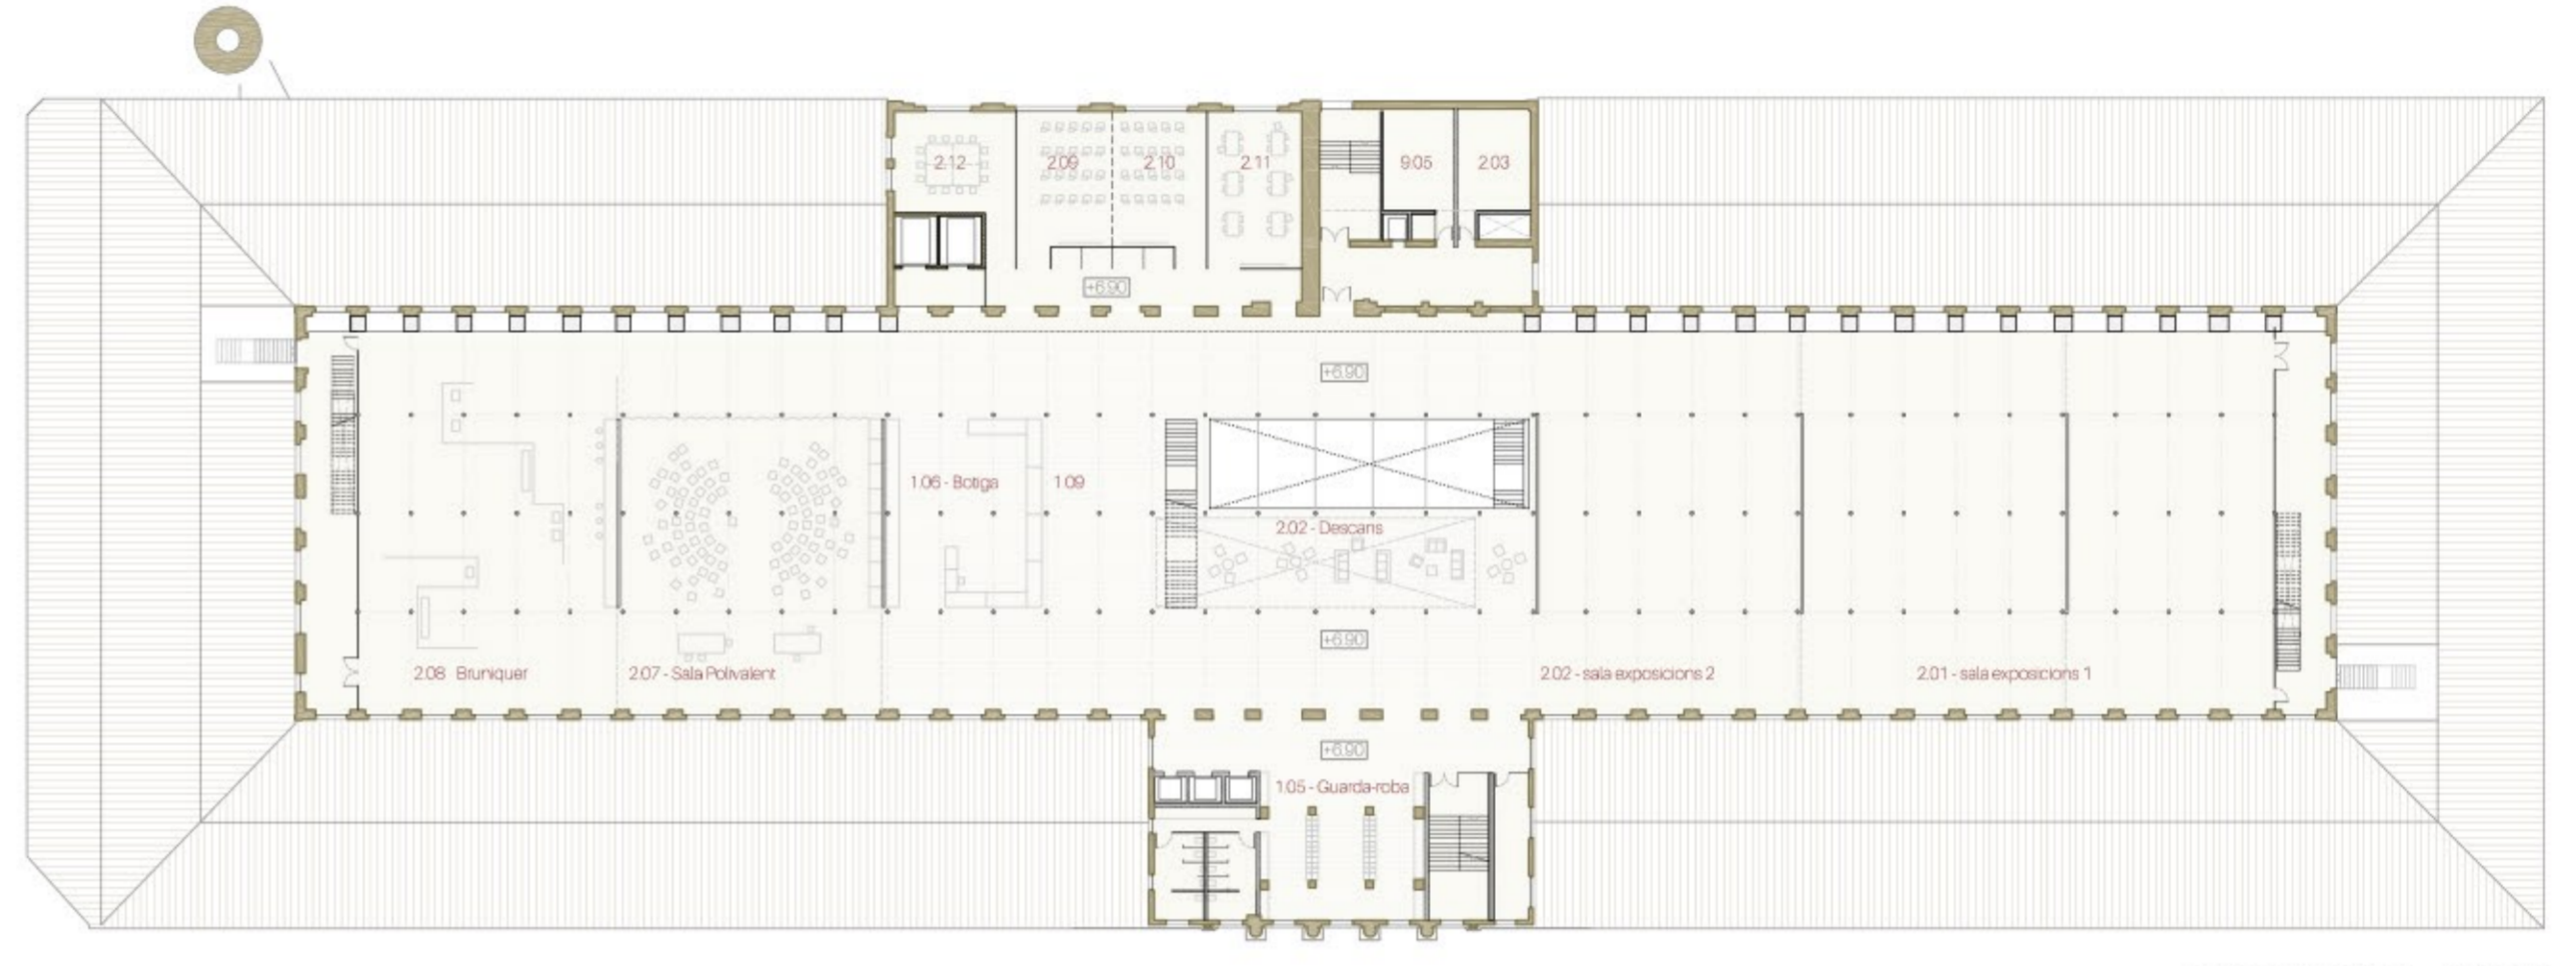 2.12
2.09
2.10
2.11
9.05
2.03
+6.90
+6.90
1.06 - Botiga
1.09
2.02 - Descans
+6.90
2.08 Bruniquer
2.07 - Sala Polivalent
2.02 - sala exposicions 2
2.01 - sala exposicions 1
+6.90
1.05 - Guarda-roba